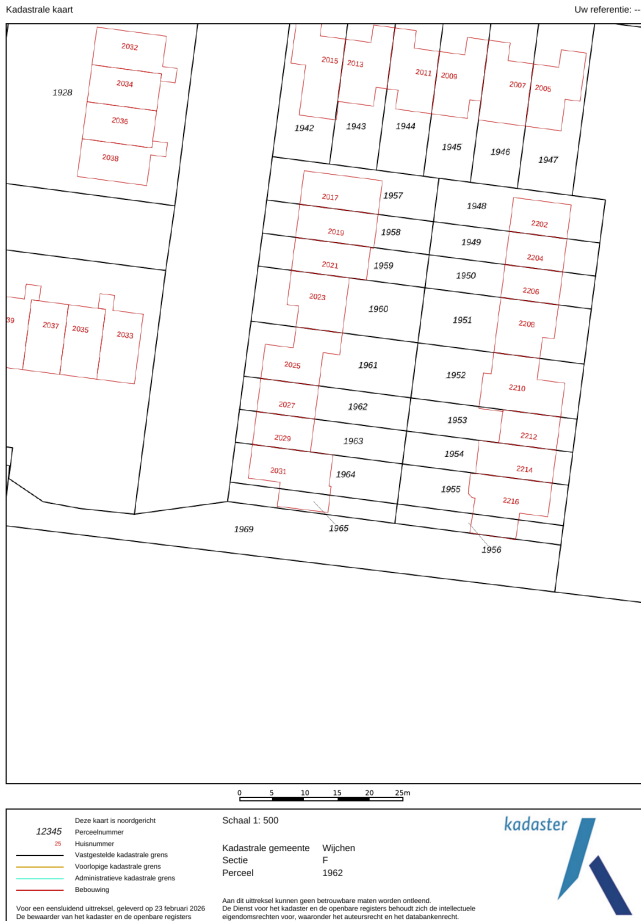 Kadastrale kaart
Uw referentie: --
2032
2034
2036
2038
1928
2015
2013
2011
2009
2007
2005
1942
1943
1944
1945
1946
1947
2017
1957
1948
2202
2019
1958
1949
2204
2021
1959
1950
2206
2023
1960
1951
2208
39
2037
2035
2033
2025
1961
1952
2210
2027
1962
1953
2212
2029
1963
1954
2214
2031
1964
1955
2216
1969
1965
1956
0 5 10 15 20 25m
Deze kaart is noordgericht
12345 Perceelnummer
25 Huisnummer
Vastgestelde kadastrale grens
Voorlopige kadastrale grens
Administratieve kadastrale grens
Bebouwing
Voor een eensluidend uittreksel, geleverd op 23 februari 2026
De bewaarder van het kadaster en de openbare registers
Schaal 1: 500
Kadastrale gemeente Wijchen
Sectie F
Perceel 1962
Aan dit uittreksel kunnen geen betrouwbare maten worden ontleend.
De Dienst voor het kadaster en de openbare registers behoudt zich de intellectuele
eigendomsrechten voor, waaronder het auteursrecht en het databankenrecht.
kadaster